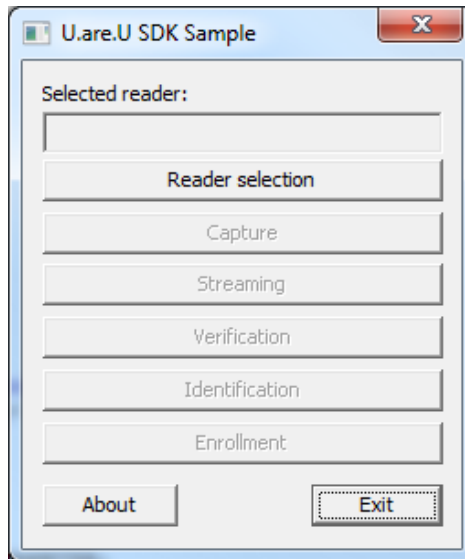 U.are.U SDK Sample
Selected reader:
Reader selection
Capture
Streaming
Verification
Identification
Enrollment
About Exit